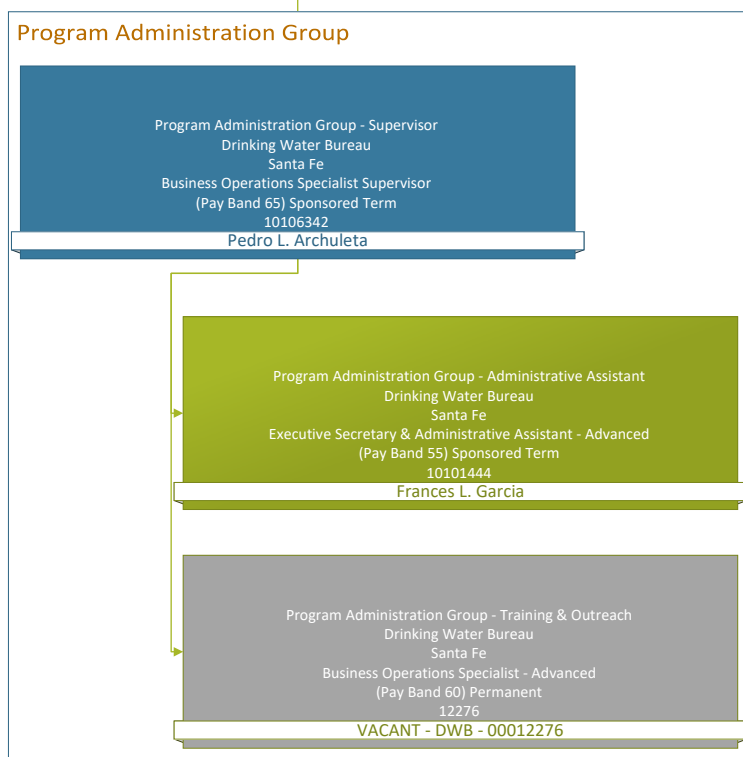 Program Administration Group
Program Administration Group - Supervisor
Drinking Water Bureau
Santa Fe
Business Operations Specialist Supervisor
(Pay Band 65) Sponsored Term
10106342
Pedro L. Archuleta
Program Administration Group - Administrative Assistant
Drinking Water Bureau
Santa Fe
Executive Secretary & Administrative Assistant - Advanced
(Pay Band 55) Sponsored Term
10101444
Frances L. Garcia
Program Administration Group - Training & Outreach
Drinking Water Bureau
Santa Fe
Business Operations Specialist - Advanced
(Pay Band 60) Permanent
12276
VACANT - DWB - 00012276